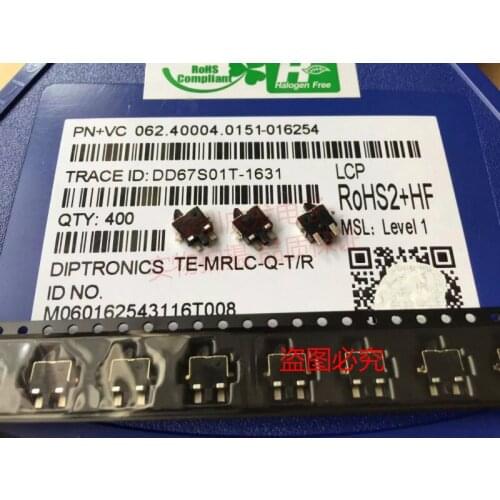 RoHS
Compliant
HF
Halogen Free
PN+VC 062.40004.0151-016254
TRACE ID: DD67S01T-1631
LCP
RoHS2+HF
QTY: 400
MSL: Level 1
DIPTRONICS TE-MRLC-Q-T/R
ID NO.
M060162543116T008
盗图必究